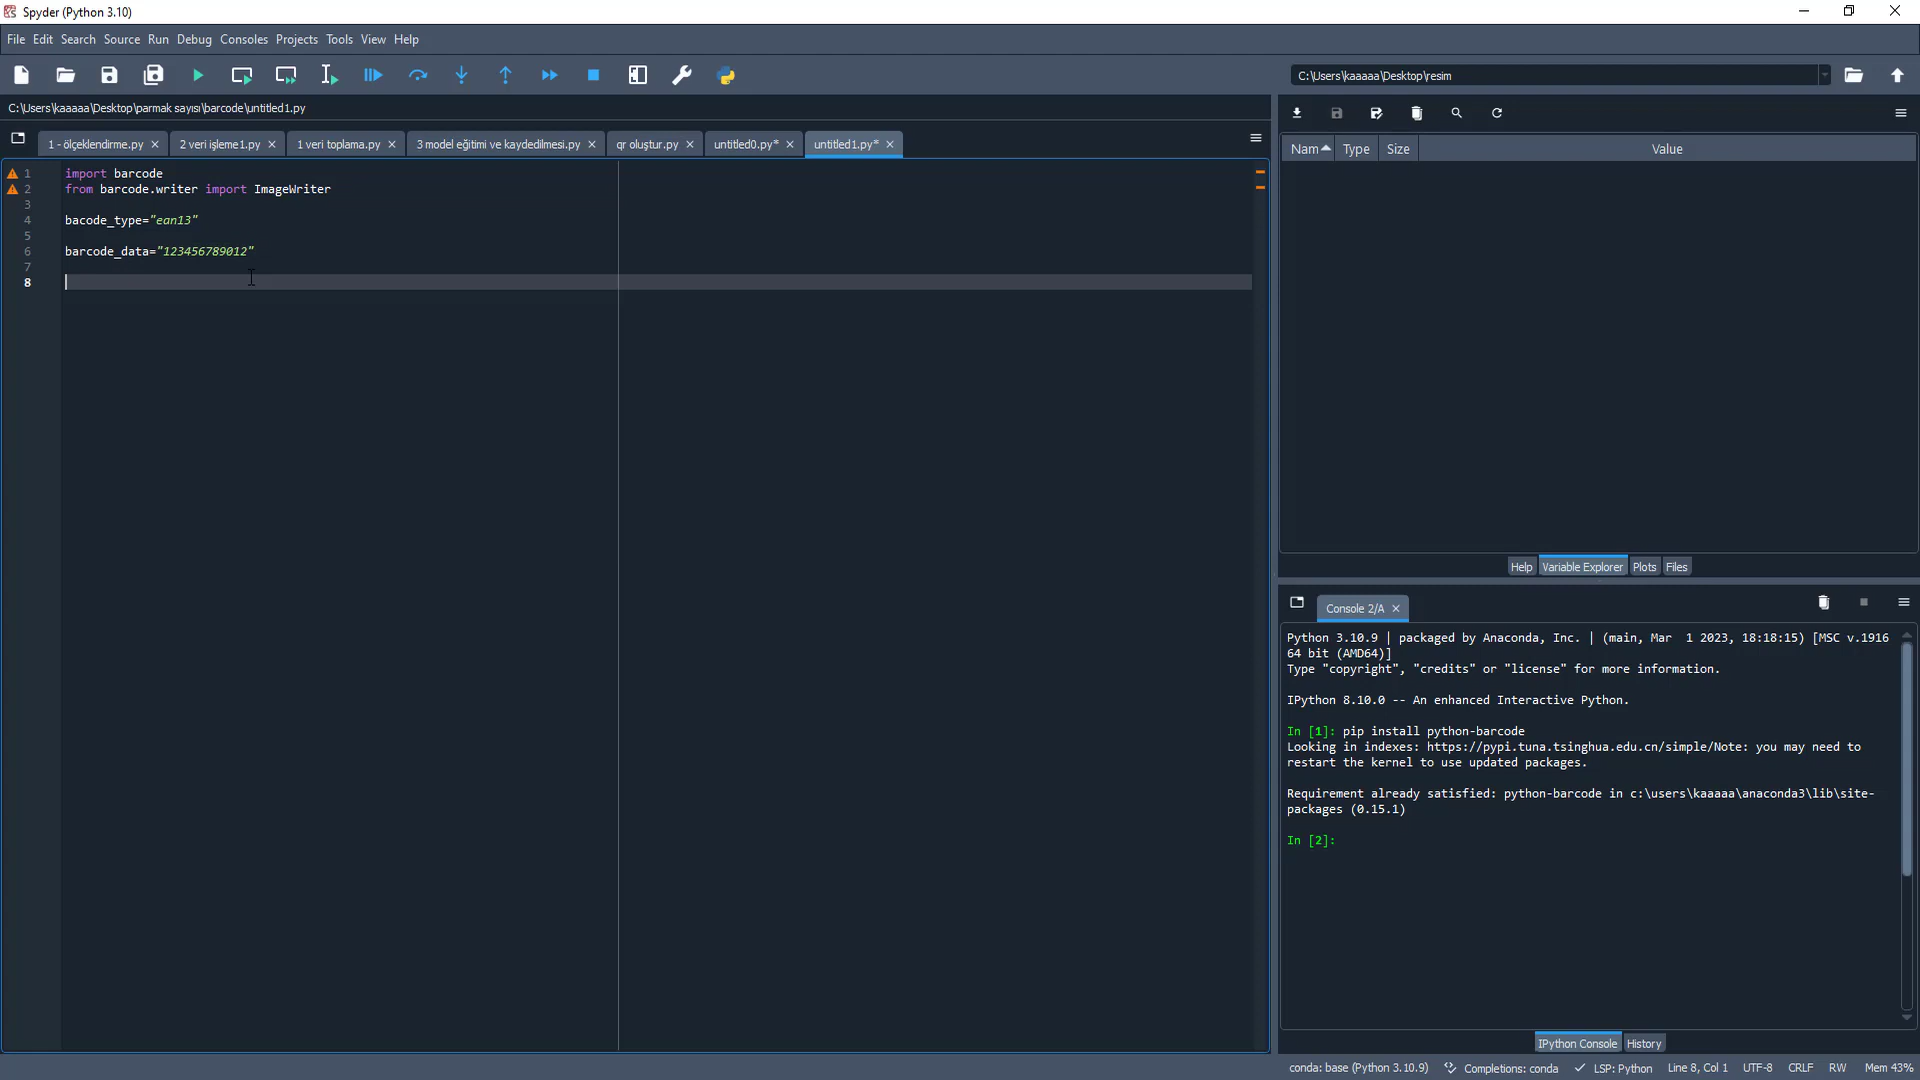 Spyder (Python 3.10)
File Edit Search Source Run Debug Consoles Projects Tools View Help
C:\Users\kaaaaa\Desktop\resim
C:\Users\kaaaaa\Desktop\parmak sayısı\barcode\untitled1.py
1 - ölçeklendirme.py 2 veri işleme1.py 1 veri toplama.py 3 model eğitimi ve kaydedilmesi.py qr oluştur.py untitled0.py* untitled1.py*
1 import barcode
2 from barcode.writer import ImageWriter
3
4 bacode_type="ean13"
5
6 barcode_data="123456789012"
7
8
Nam Type Size Value
Help Variable Explorer Plots Files
Console 2/A
Python 3.10.9 | packaged by Anaconda, Inc. | (main, Mar 1 2023, 18:18:15) [MSC v.1916
64 bit (AMD64)]
Type "copyright", "credits" or "license" for more information.
IPython 8.10.0 -- An enhanced Interactive Python.
In [1]: pip install python-barcode
Looking in indexes: https://pypi.tuna.tsinghua.edu.cn/simple/Note: you may need to
restart the kernel to use updated packages.
Requirement already satisfied: python-barcode in c:\users\kaaaaa\anaconda3\lib\site-
packages (0.15.1)
In [2]:
IPython Console History
conda: base (Python 3.10.9) Completions: conda LSP: Python Line 8, Col 1 UTF-8 CRLF RW Mem 43%